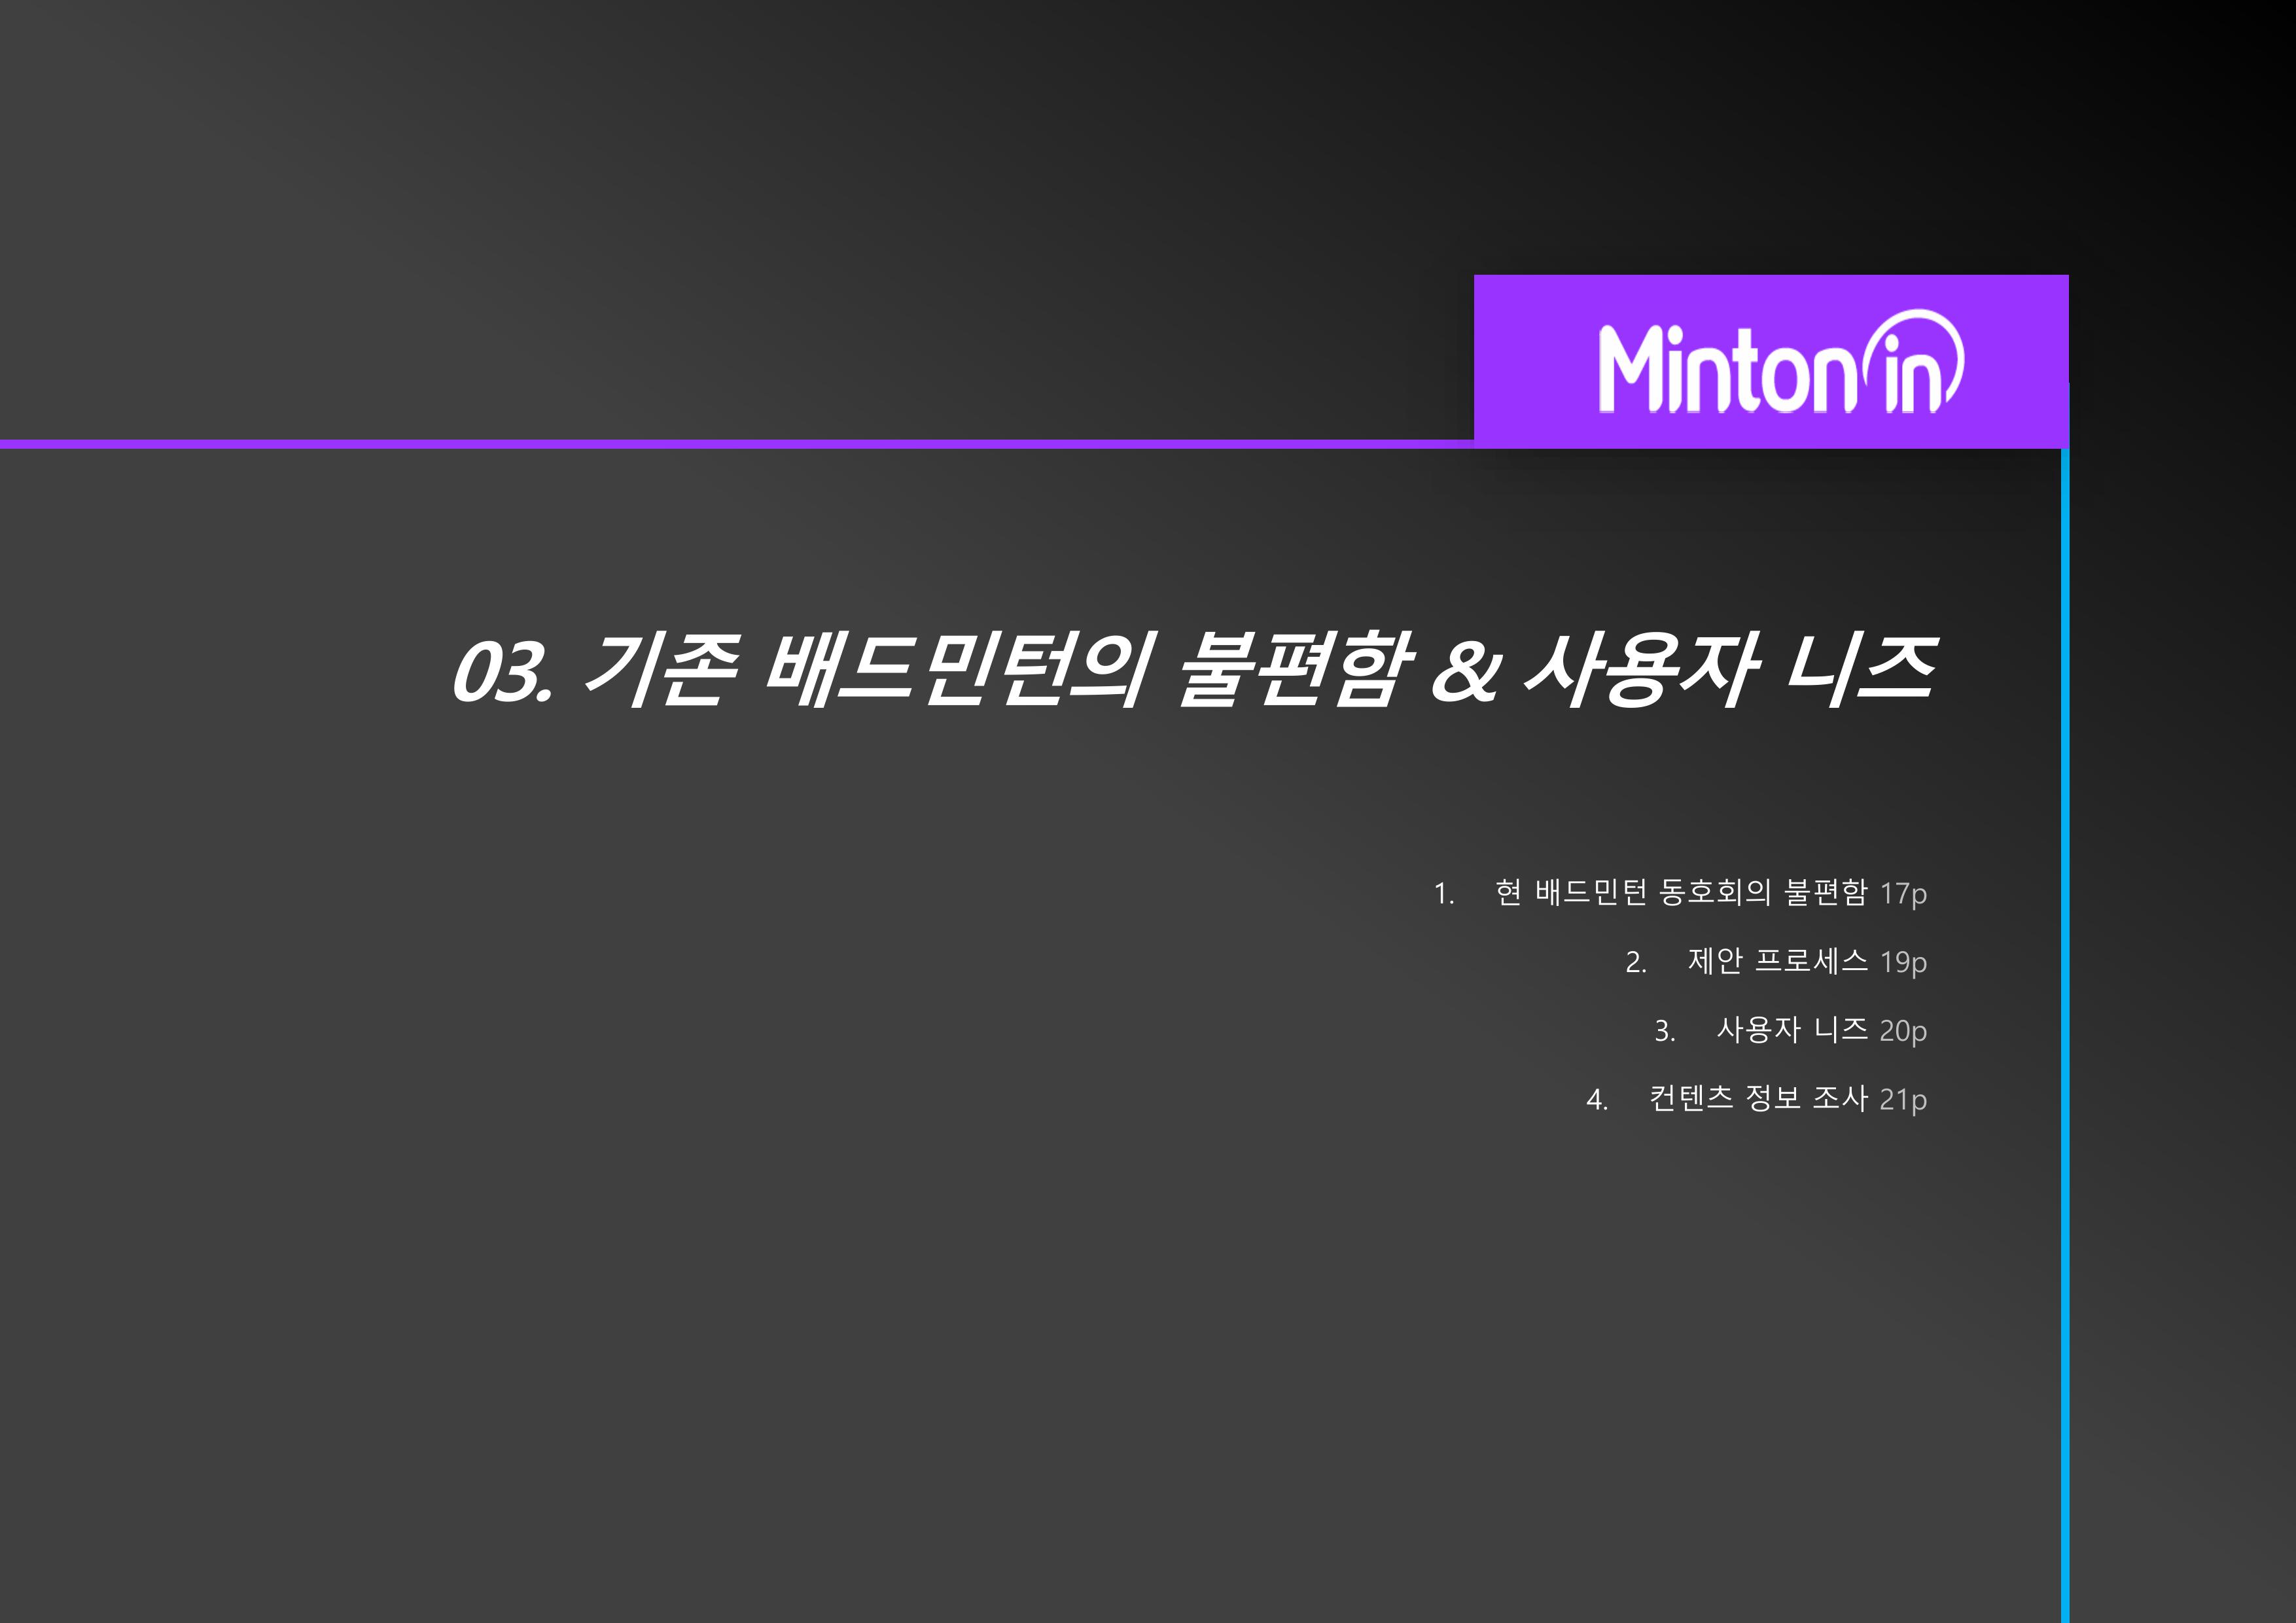 Minton in
03. 기존 배드민턴의 불편함 & 사용자 니즈
1. 현 배드민턴 동호회의 불편함 17p
2. 제안 프로세스 19p
3. 사용자 니즈 20p
4. 컨텐츠 정보 조사 21p